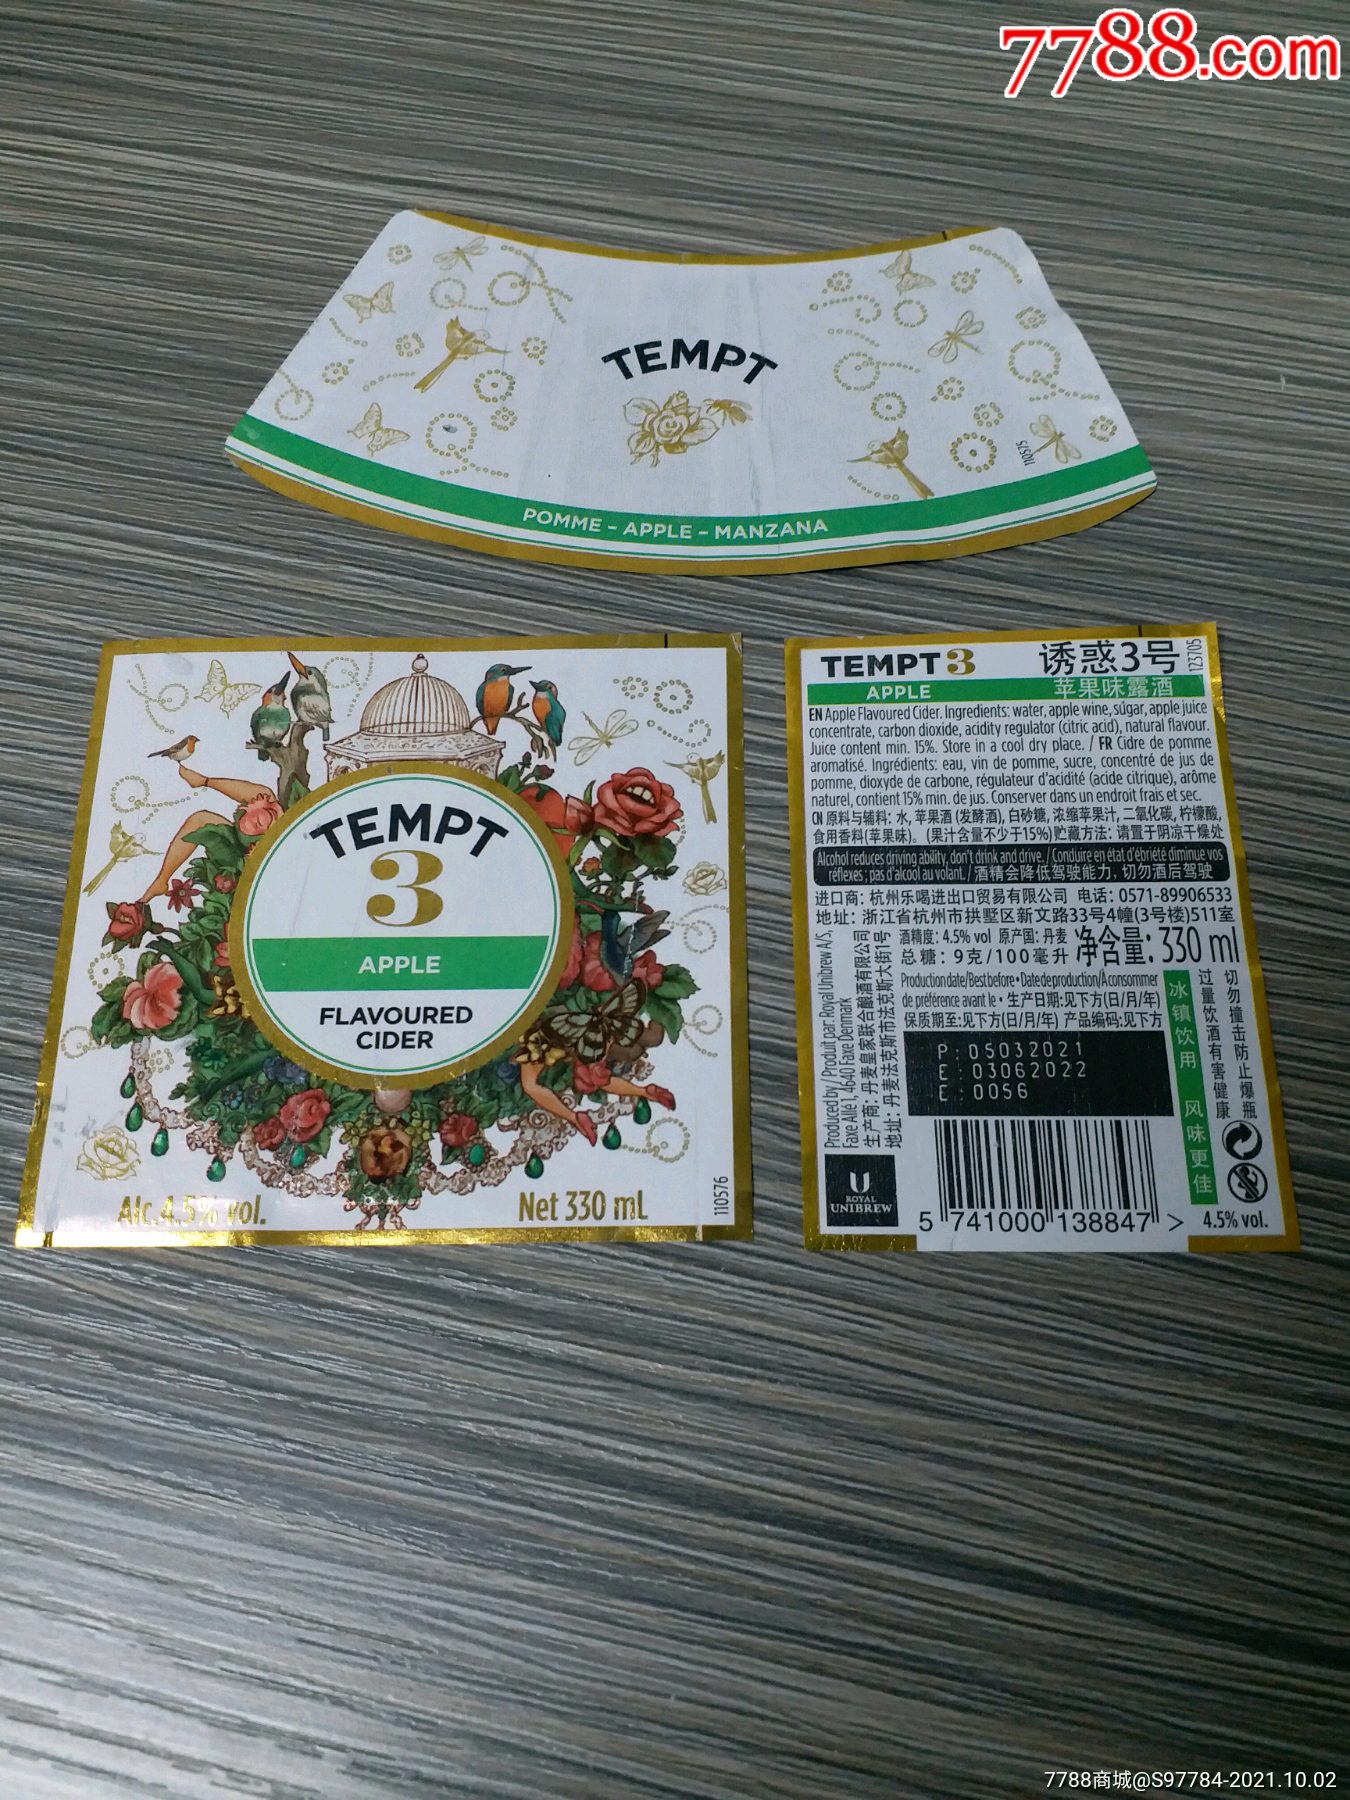 7788.com
TEMPT
110575
POMME – APPLE – MANZANA
TEMPT
3
APPLE
FLAVOURED
CIDER
Alc.4.5% vol.
Net 330 mL
110576
TEMPT 3 诱惑3号
123705
APPLE 苹果味露酒
EN Apple Flavoured Cider. Ingredients: water, apple wine, sugar, apple juice
concentrate, carbon dioxide, acidity regulator (citric acid), natural flavour.
Juice content min. 15%. Store in a cool dry place. / FR Cidre de pomme
aromatisé. Ingrédients: eau, vin de pomme, sucre, concentré de jus de
pomme, dioxyde de carbone, régulateur d'acidité (acide citrique), arôme
naturel, contient 15% min. de jus. Conserver dans un endroit frais et sec.
CN 原料与辅料: 水, 苹果酒 (发酵酒), 白砂糖, 浓缩苹果汁, 二氧化碳, 柠檬酸,
食用香料(苹果味)。(果汁含量不少于15%) 贮藏方法: 请置于阴凉干燥处
Alcohol reduces driving ability, don't drink and drive. / Conduire en état d'ébriété diminue vos
réflexes; pas d'alcool au volant. / 酒精会降低驾驶能力, 切勿酒后驾驶
进口商: 杭州乐喝进出口贸易有限公司 电话: 0571-89906533
地址: 浙江省杭州市拱墅区新文路33号4幢(3号楼)511室
酒精度: 4.5% vol 原产国: 丹麦 净含量: 330 ml
总糖: 9克/100毫升
Production date/Best before • Date de production/A consommer
de préférence avant le • 生产日期:见下方(日/月/年)
保质期至:见下方(日/月/年) 产品编码:见下方
P: 05032021
E: 03062022
E: 0056
Produced by / Produit par: Royal Unibrew A/S,
Faxe Allé 1, 4640 Faxe Denmark
生产商: 丹麦皇家联合酿酒有限公司
地址: 丹麦法克斯市法克斯大街1号
冰镇饮用 风味更佳
过量饮酒有害健康
切勿撞击防止爆瓶
U
ROYAL
UNIBREW
5 741000 138847 >
4.5% vol.
7788商城@S97784-2021.10.02